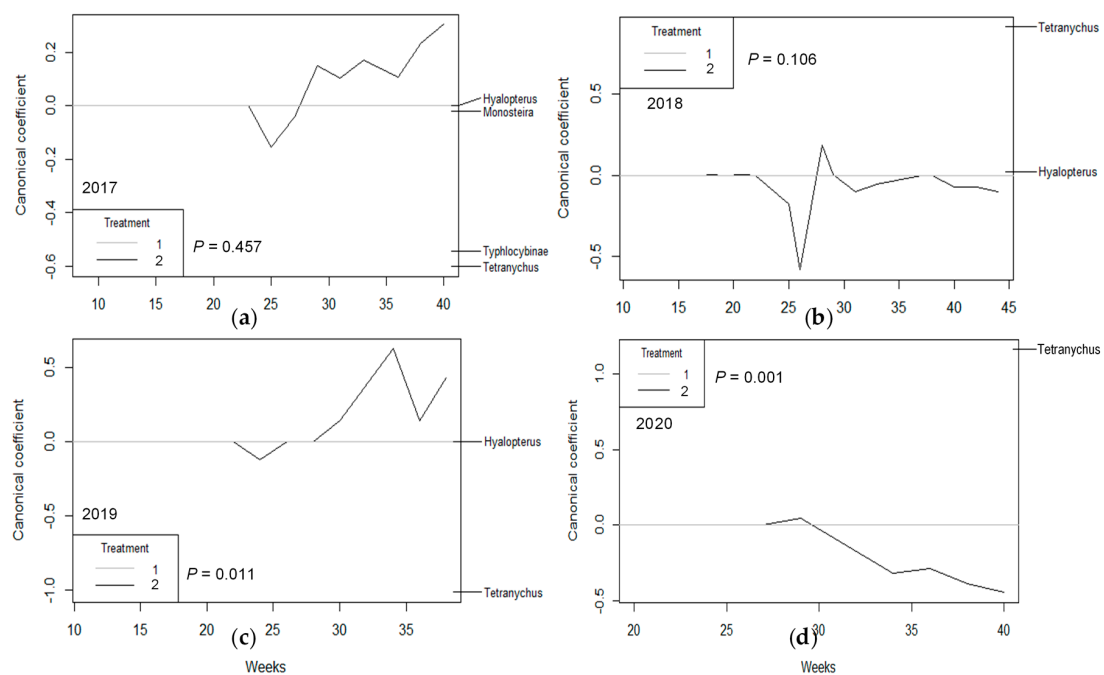 Canonical coefficient
0.2
0.0
-0.2
-0.4
-0.6
Hyalopterus
Monosteira
Typhlocybinae
Tetranychus
2017
Treatment
1
2
P = 0.457
10 15 20 25 30 35 40
(a)
Canonical coefficient
0.5
0.0
-0.5
Treatment
1
2
P = 0.106
2018
Tetranychus
Hyalopterus
10 15 20 25 30 35 40 45
(b)
Canonical coefficient
0.5
0.0
-0.5
-1.0
Hyalopterus
Tetranychus
2019
Treatment
1
2
P = 0.011
10 15 20 25 30 35
(c)
Weeks
Canonical coefficient
1.0
0.5
0.0
-0.5
Treatment
1
2
P = 0.001
2020
Tetranychus
20 25 30 35 40
(d)
Weeks